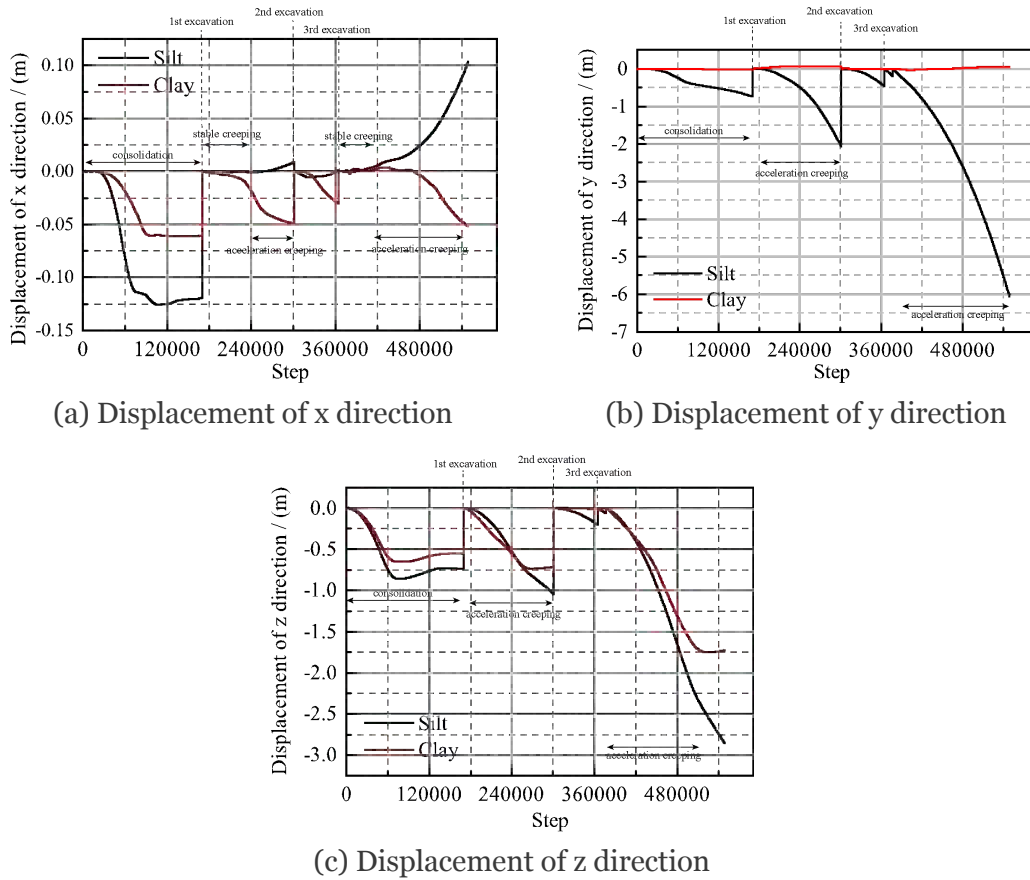 1st excavation
2nd excavation
3rd excavation
Displacement of x direction / (m)
0.10
0.05
0.00
-0.05
-0.10
-0.15
Silt
Clay
stable creeping
stable creeping
consolidation
acceleration creeping
acceleration creeping
0
120000
240000
360000
480000
Step
(a) Displacement of x direction
1st excavation
2nd excavation
3rd excavation
Displacement of y direction / (m)
0
-1
-2
-3
-4
-5
-6
-7
consolidation
acceleration creeping
Silt
Clay
acceleration creeping
0
120000
240000
360000
480000
Step
(b) Displacement of y direction
1st excavation
2nd excavation
3rd excavation
Displacement of z direction / (m)
0.0
-0.5
-1.0
-1.5
-2.0
-2.5
-3.0
consolidation
acceleration creeping
Silt
Clay
acceleration creeping
0
120000
240000
360000
480000
Step
(c) Displacement of z direction